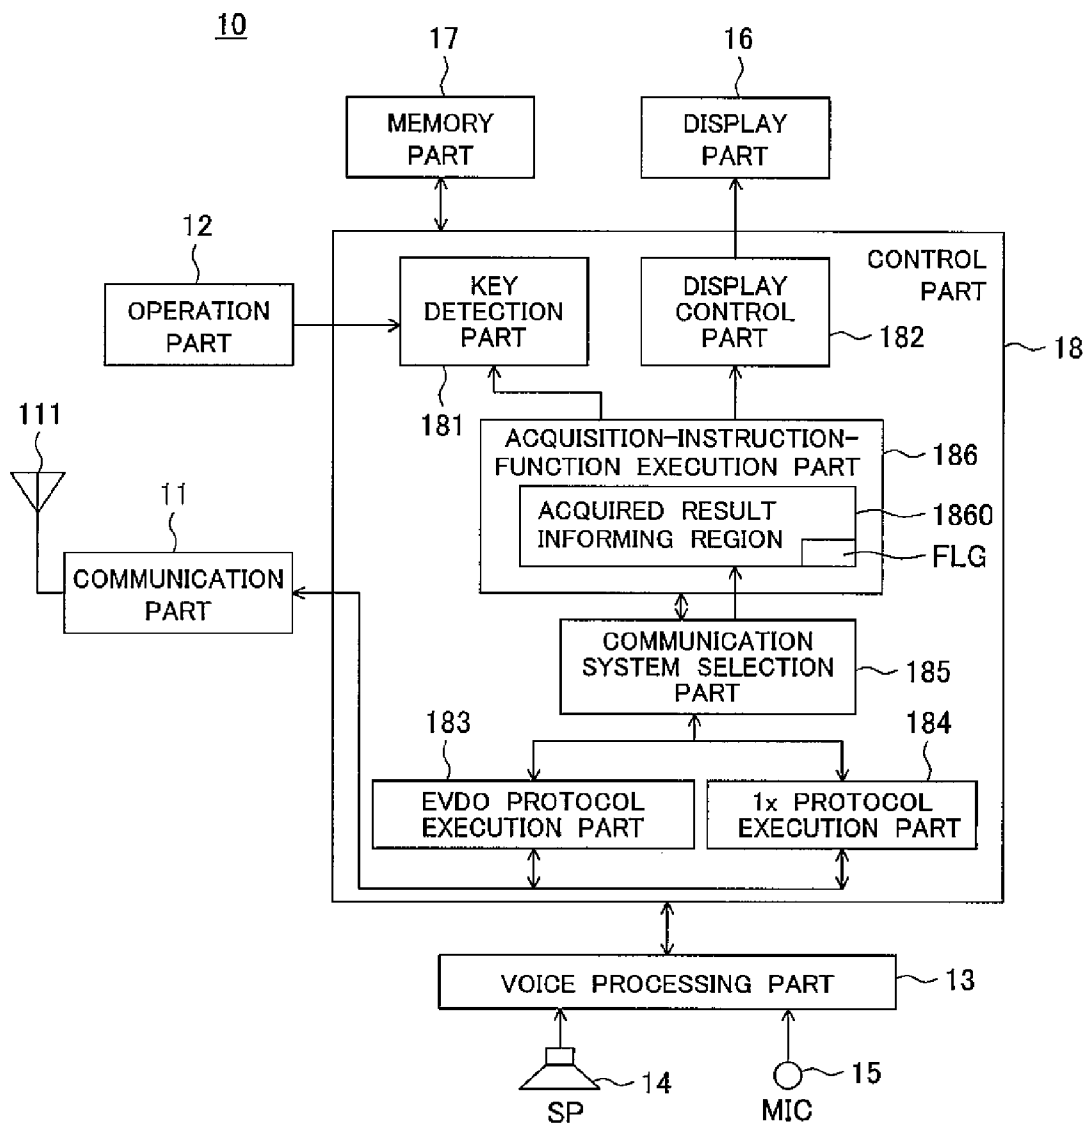 10
17
16
MEMORY
PART
DISPLAY
PART
12
OPERATION
PART
KEY
DETECTION
PART
181
DISPLAY
CONTROL
PART
182
CONTROL
PART
18
111
11
COMMUNICATION
PART
ACQUISITION-INSTRUCTION-
FUNCTION EXECUTION PART
186
ACQUIRED RESULT
INFORMING REGION
1860
FLG
COMMUNICATION
SYSTEM SELECTION
PART
185
183
184
EVDO PROTOCOL
EXECUTION PART
1x PROTOCOL
EXECUTION PART
VOICE PROCESSING PART
13
14
SP
15
MIC